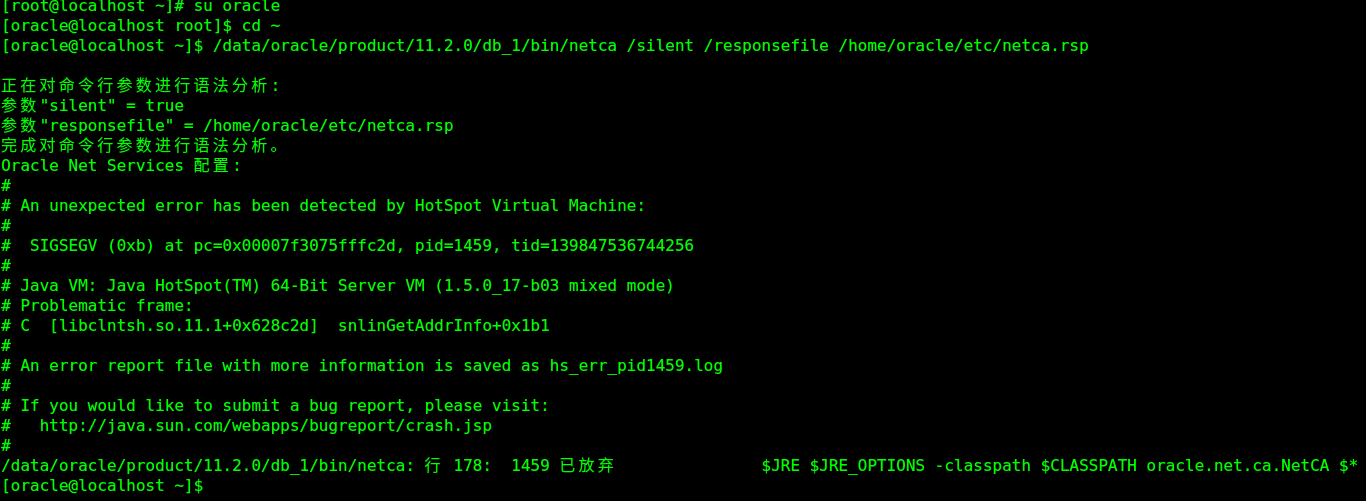 [root@localhost ~]# su oracle
[oracle@localhost root]$ cd ~
[oracle@localhost ~]$ /data/oracle/product/11.2.0/db_1/bin/netca /silent /responsefile /home/oracle/etc/netca.rsp
正在对命令行参数进行语法分析:
参数"silent" = true
参数"responsefile" = /home/oracle/etc/netca.rsp
完成对命令行参数进行语法分析。
Oracle Net Services 配置:
#
# An unexpected error has been detected by HotSpot Virtual Machine:
#
#  SIGSEGV (0xb) at pc=0x00007f3075fffc2d, pid=1459, tid=139847536744256
#
# Java VM: Java HotSpot(TM) 64-Bit Server VM (1.5.0_17-b03 mixed mode)
# Problematic frame:
# C  [libclntsh.so.11.1+0x628c2d]  snlinGetAddrInfo+0x1b1
#
# An error report file with more information is saved as hs_err_pid1459.log
#
# If you would like to submit a bug report, please visit:
#   http://java.sun.com/webapps/bugreport/crash.jsp
#
/data/oracle/product/11.2.0/db_1/bin/netca: 行 178:  1459 已放弃               $JRE $JRE_OPTIONS -classpath $CLASSPATH oracle.net.ca.NetCA $*
[oracle@localhost ~]$